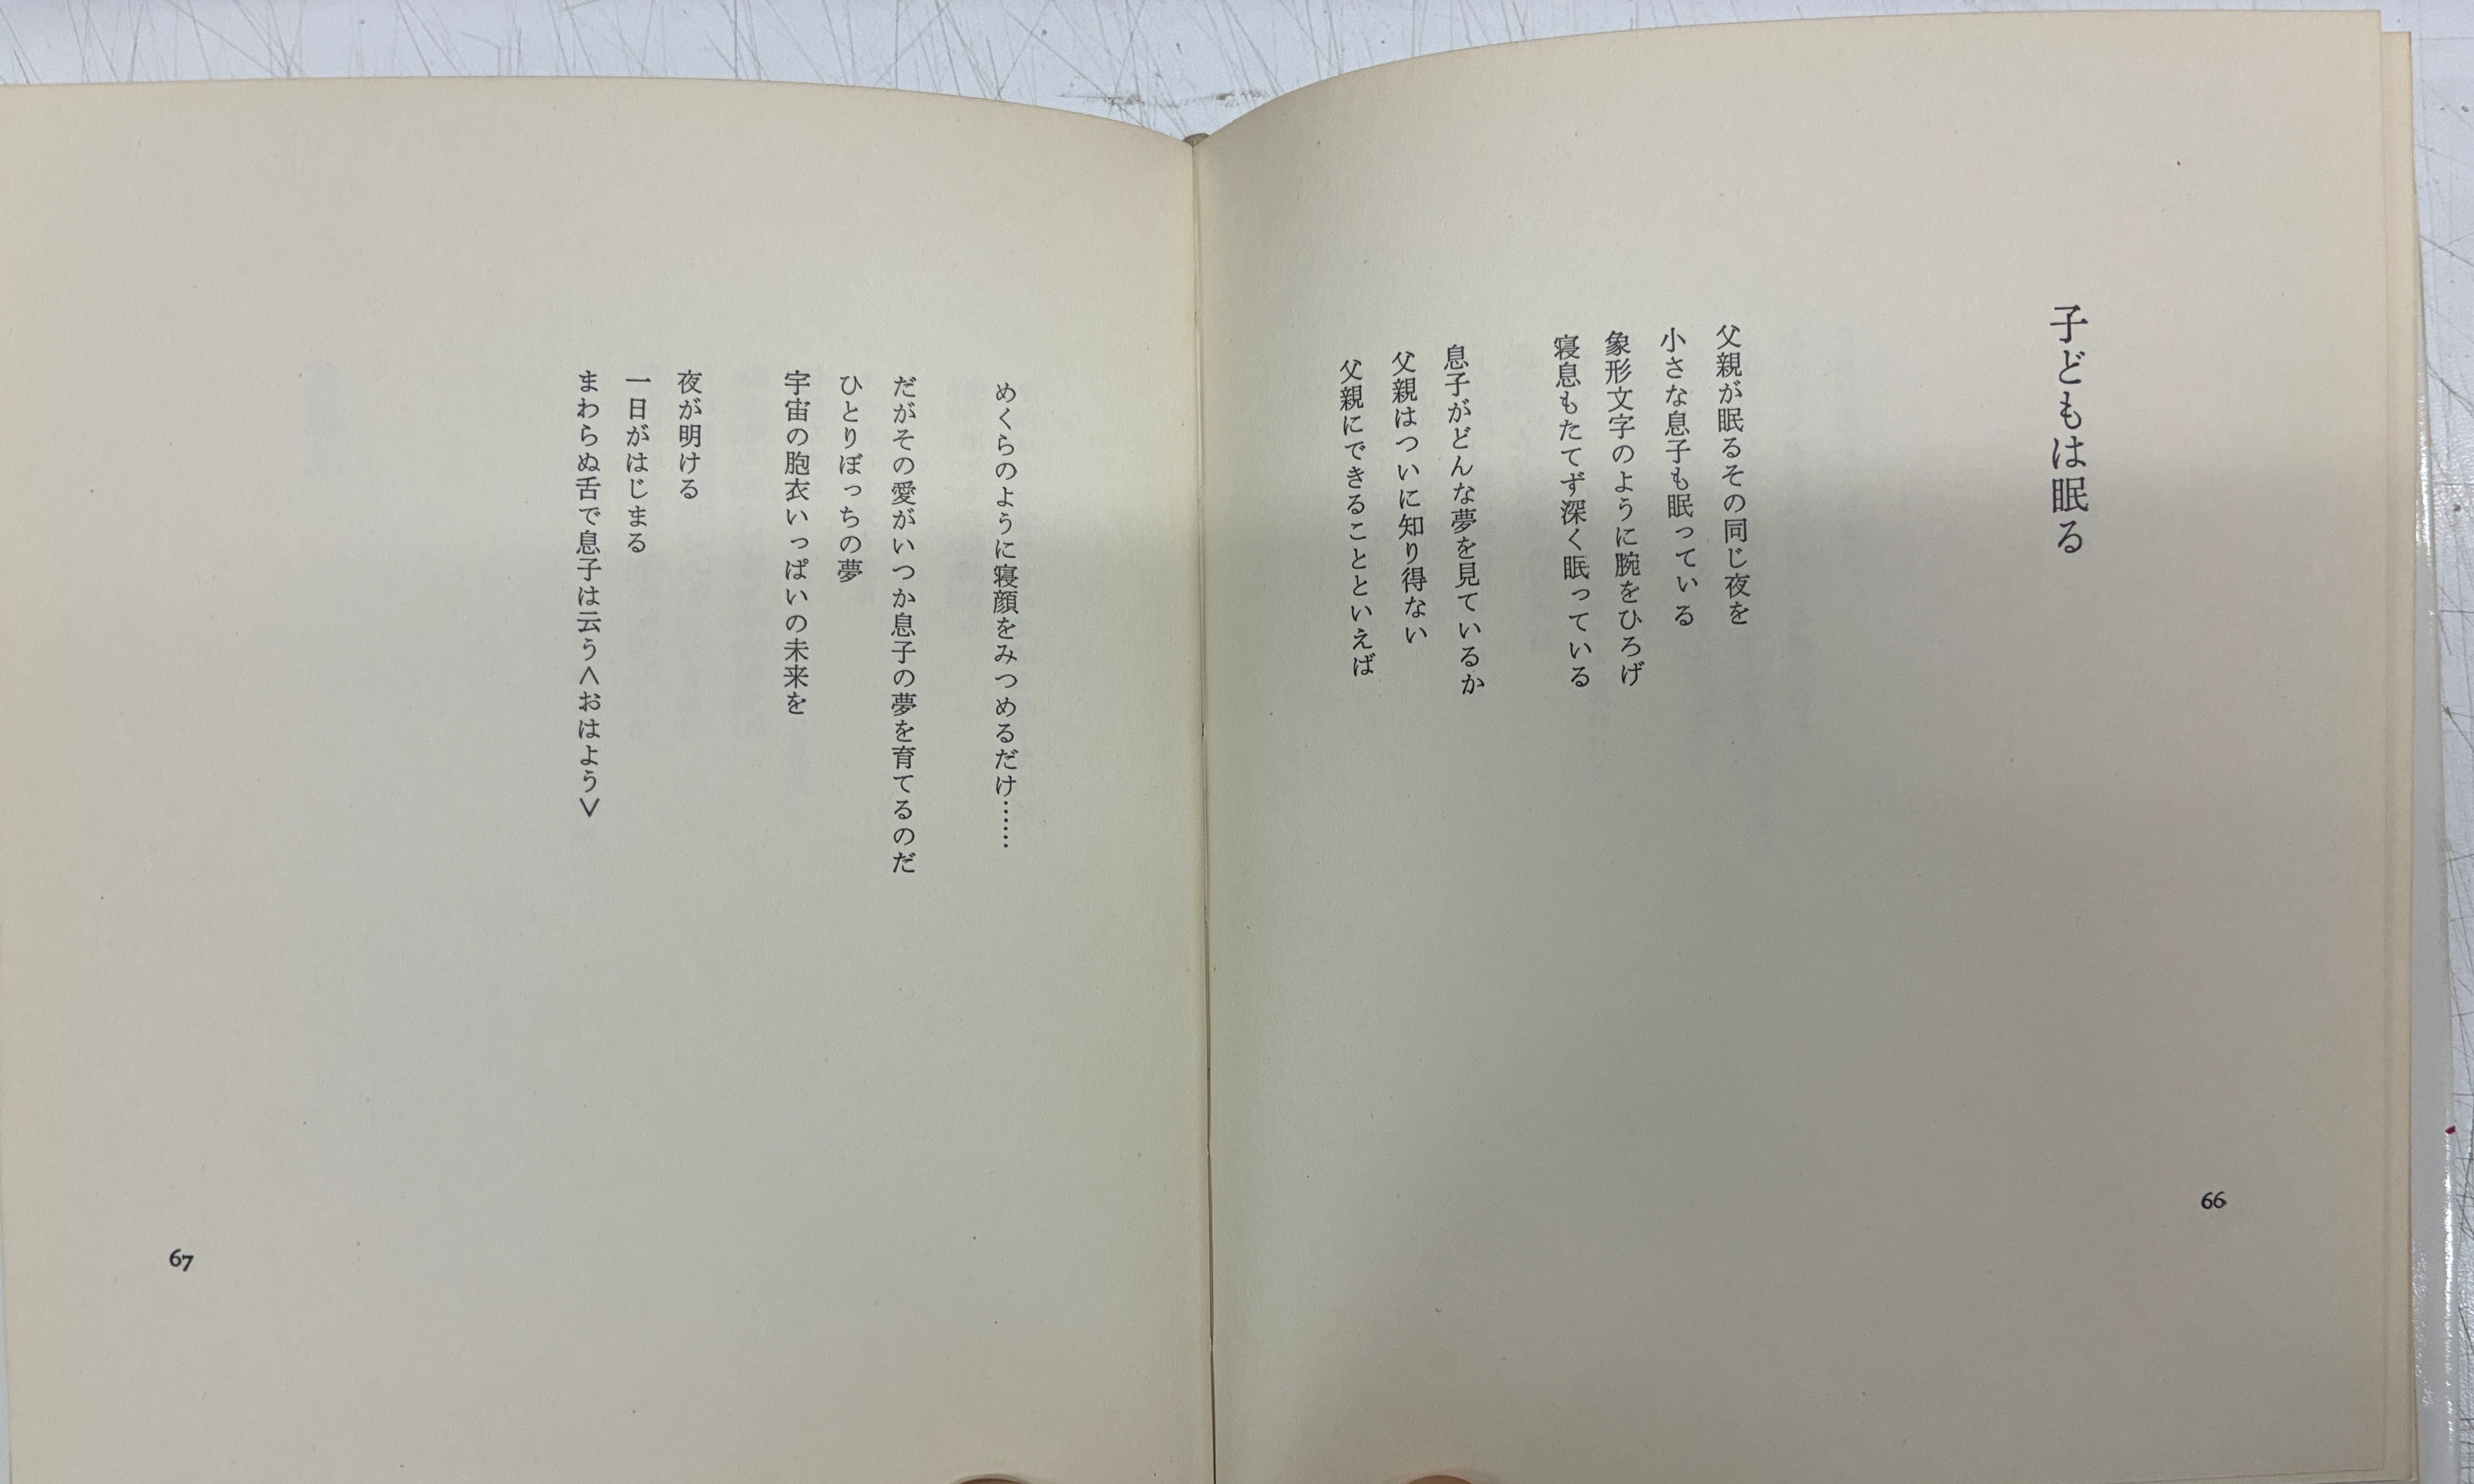 子どもは眠る
父親が眠るその同じ夜を
小さな息子も眠っている
象形文字のように腕をひろげ
寝息もたてず深く眠っている
息子がどんな夢を見ているか
父親はついに知り得ない
父親にできることといえば
66
めくらのように寝顔をみつめるだけ……
だがその愛がいつか息子の夢を育てるのだ
ひとりぼっちの夢
宇宙の胞衣いっぱいの未来を
夜が明ける
一日がはじまる
まわらぬ舌で息子は云う〈おはよう〉
67